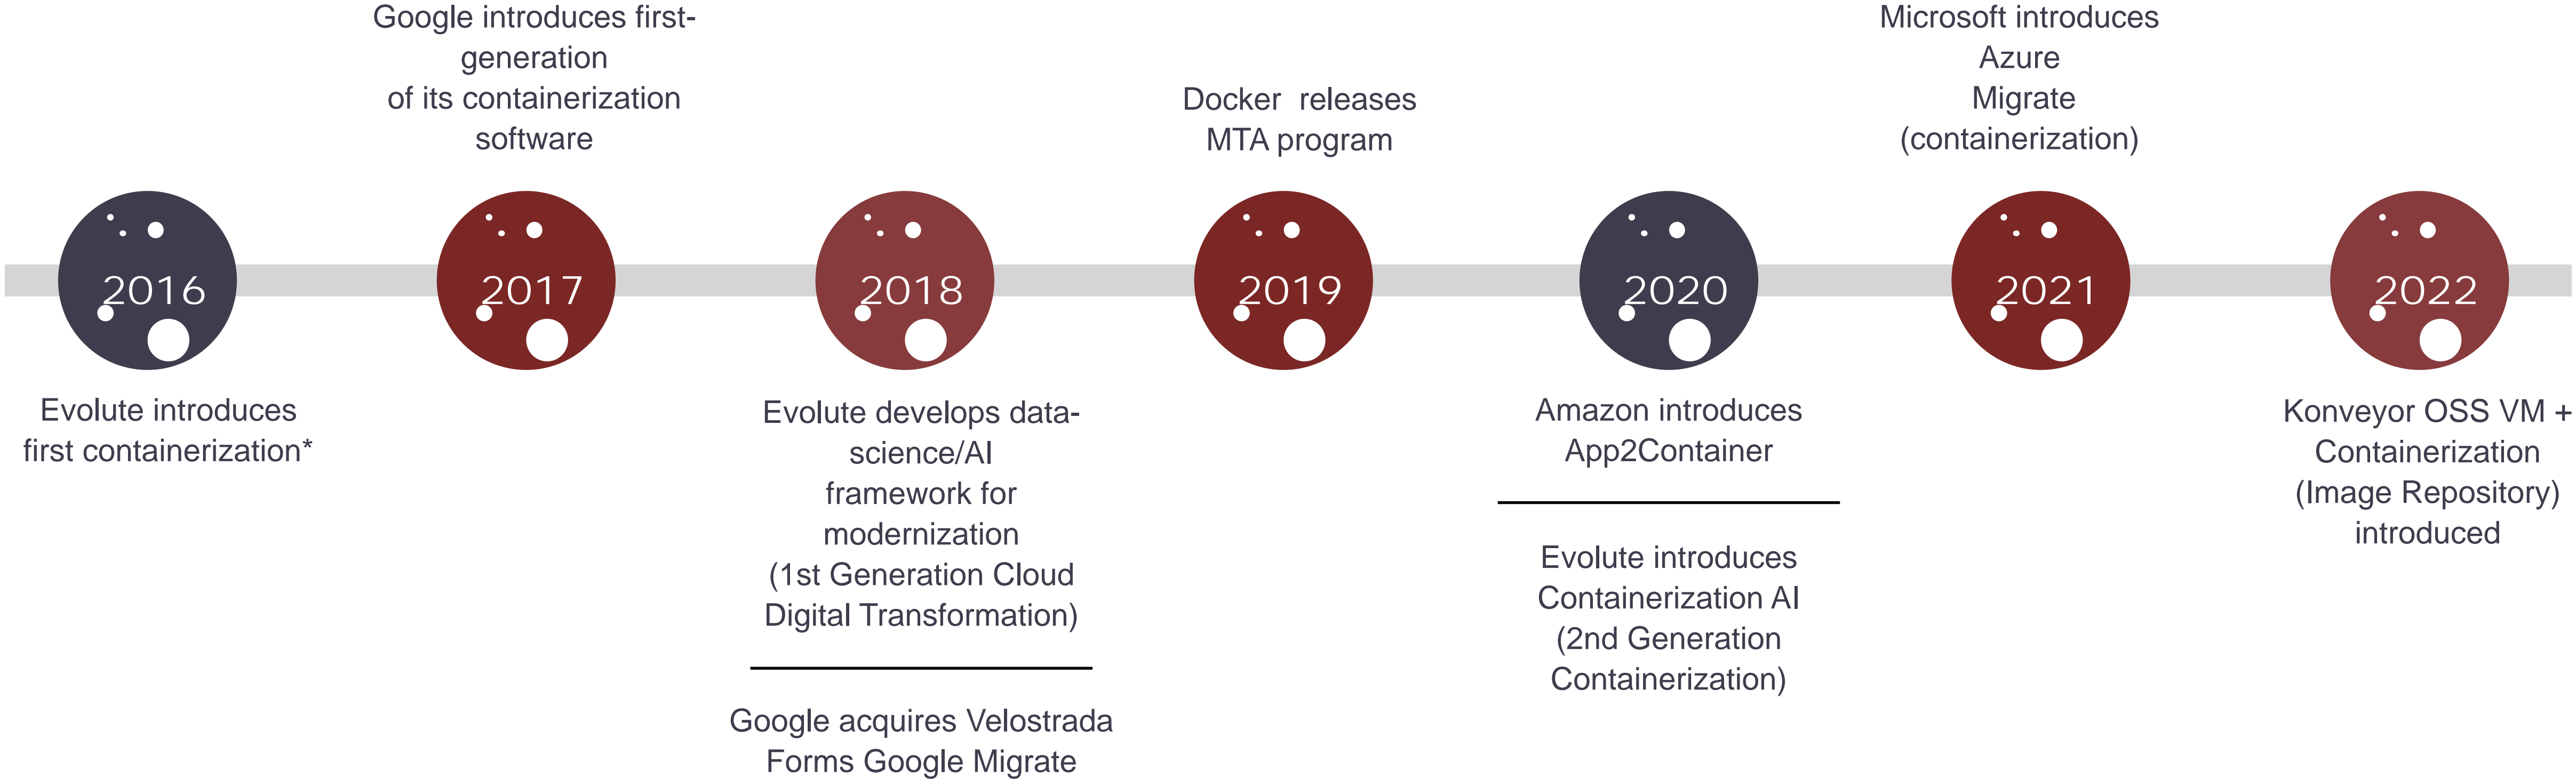 2016
Evolute introduces
first containerization*
Google introduces first-
generation
of its containerization
software
2017
2018
Evolute develops data-
science/AI
framework for
modernization
(1st Generation Cloud
Digital Transformation)
Google acquires Velostrada
Forms Google Migrate
Docker releases
MTA program
2019
2020
Amazon introduces
App2Container
Evolute introduces
Containerization AI
(2nd Generation
Containerization)
Microsoft introduces
Azure
Migrate
(containerization)
2021
2022
Konveyor OSS VM +
Containerization
(Image Repository)
introduced